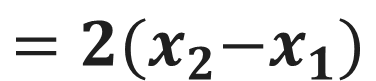 = 2(x₂−x₁)